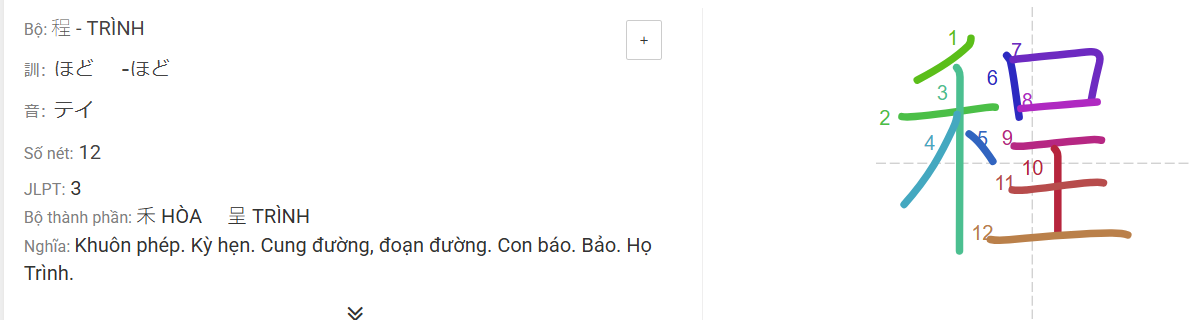 Bộ: 程 - TRÌNH
+
訓: ほど -ほど
音: テイ
Số nét: 12
JLPT: 3
Bộ thành phần: 禾 HÒA 呈 TRÌNH
Nghĩa: Khuôn phép. Kỳ hẹn. Cung đường, đoạn đường. Con báo. Bảo. Họ
Trình.
程
1
2
3
4
5
6
7
8
9
10
11
12